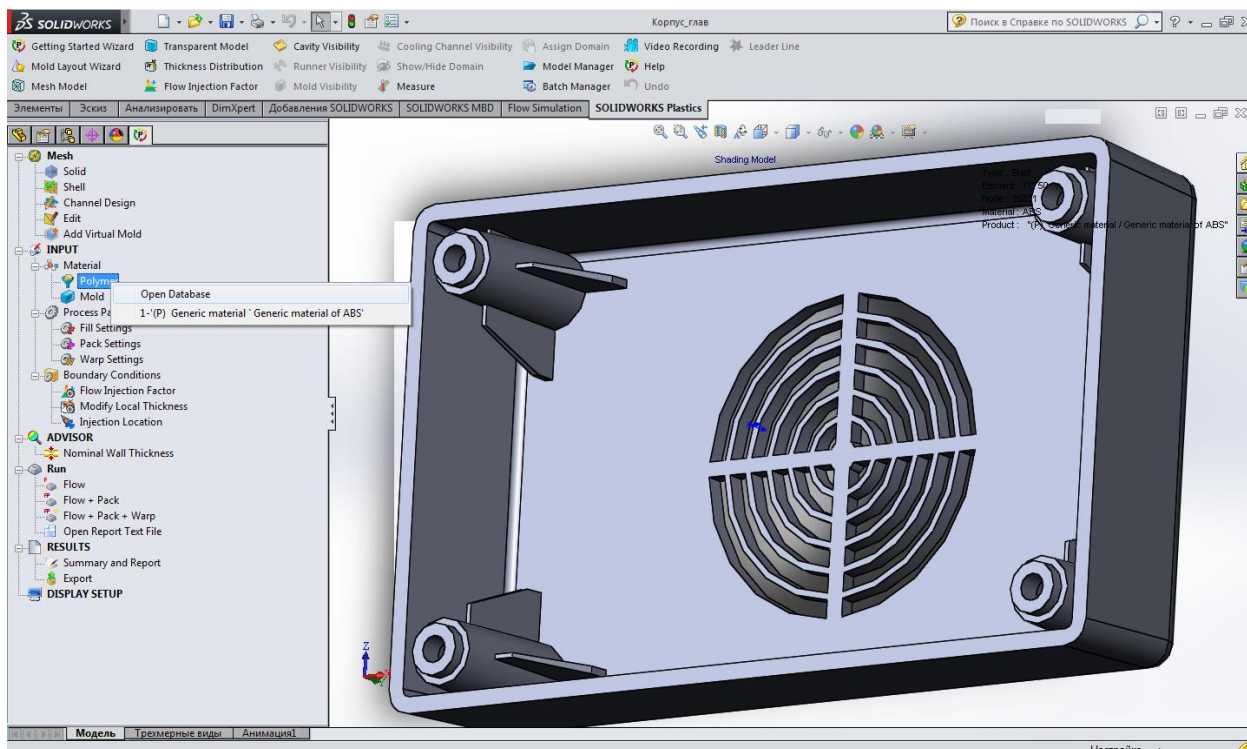 SOLIDWORKS
Корпус_глав
Поиск в Справке по SOLIDWORKS
Getting Started Wizard Transparent Model Cavity Visibility Cooling Channel Visibility Assign Domain Video Recording Leader Line
Mold Layout Wizard Thickness Distribution Runner Visibility Show/Hide Domain Model Manager Help
Mesh Model Flow Injection Factor Mold Visibility Measure Batch Manager Undo
Элементы Эскиз Анализировать DimXpert Добавления SOLIDWORKS SOLIDWORKS MBD Flow Simulation SOLIDWORKS Plastics
Shading Model
Type : Shell
Material : ABS
Product : "(P) Generic material / Generic material of ABS"
Mesh
Solid
Shell
Channel Design
Edit
Add Virtual Mold
INPUT
Material
Polymer
Open Database
Mold
1-'(P) Generic material ` Generic material of ABS'
Process Pa
Fill Settings
Pack Settings
Warp Settings
Boundary Conditions
Flow Injection Factor
Modify Local Thickness
Injection Location
ADVISOR
Nominal Wall Thickness
Run
Flow
Flow + Pack
Flow + Pack + Warp
Open Report Text File
RESULTS
Summary and Report
Export
DISPLAY SETUP
Z
Модель Трехмерные виды Анимация1